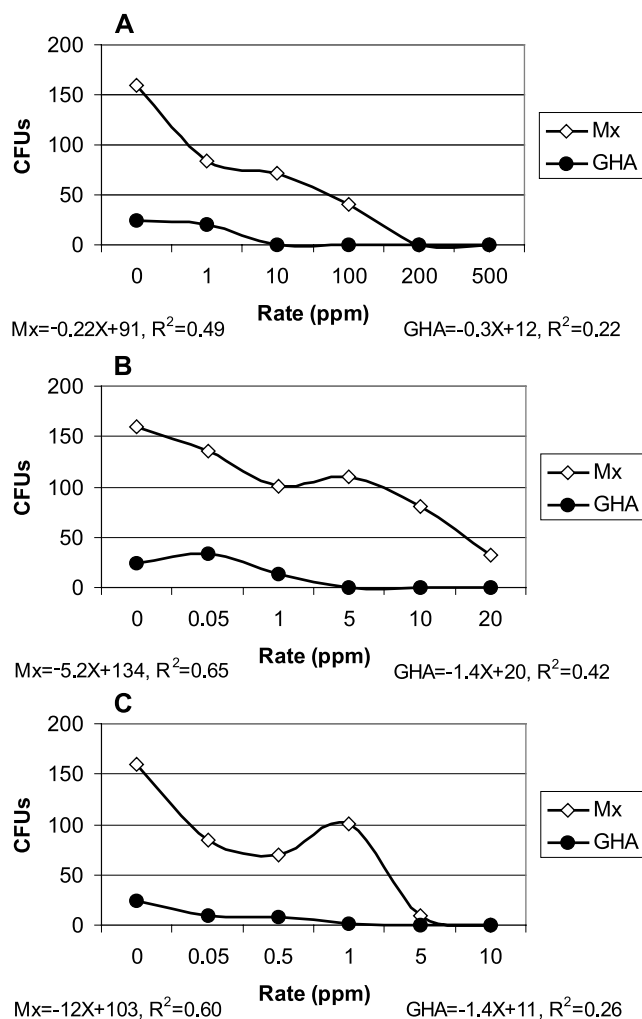 A
200
150
100
50
0
CFUs
0 1 10 100 200 500
Rate (ppm)
Mx
GHA
Mx=-0.22X+91, R²=0.49
GHA=-0.3X+12, R²=0.22
B
200
150
100
50
0
CFUs
0 0.05 1 5 10 20
Rate (ppm)
Mx
GHA
Mx=-5.2X+134, R²=0.65
GHA=-1.4X+20, R²=0.42
C
200
150
100
50
0
CFUs
0 0.05 0.5 1 5 10
Rate (ppm)
Mx
GHA
Mx=-12X+103, R²=0.60
GHA=-1.4X+11, R²=0.26